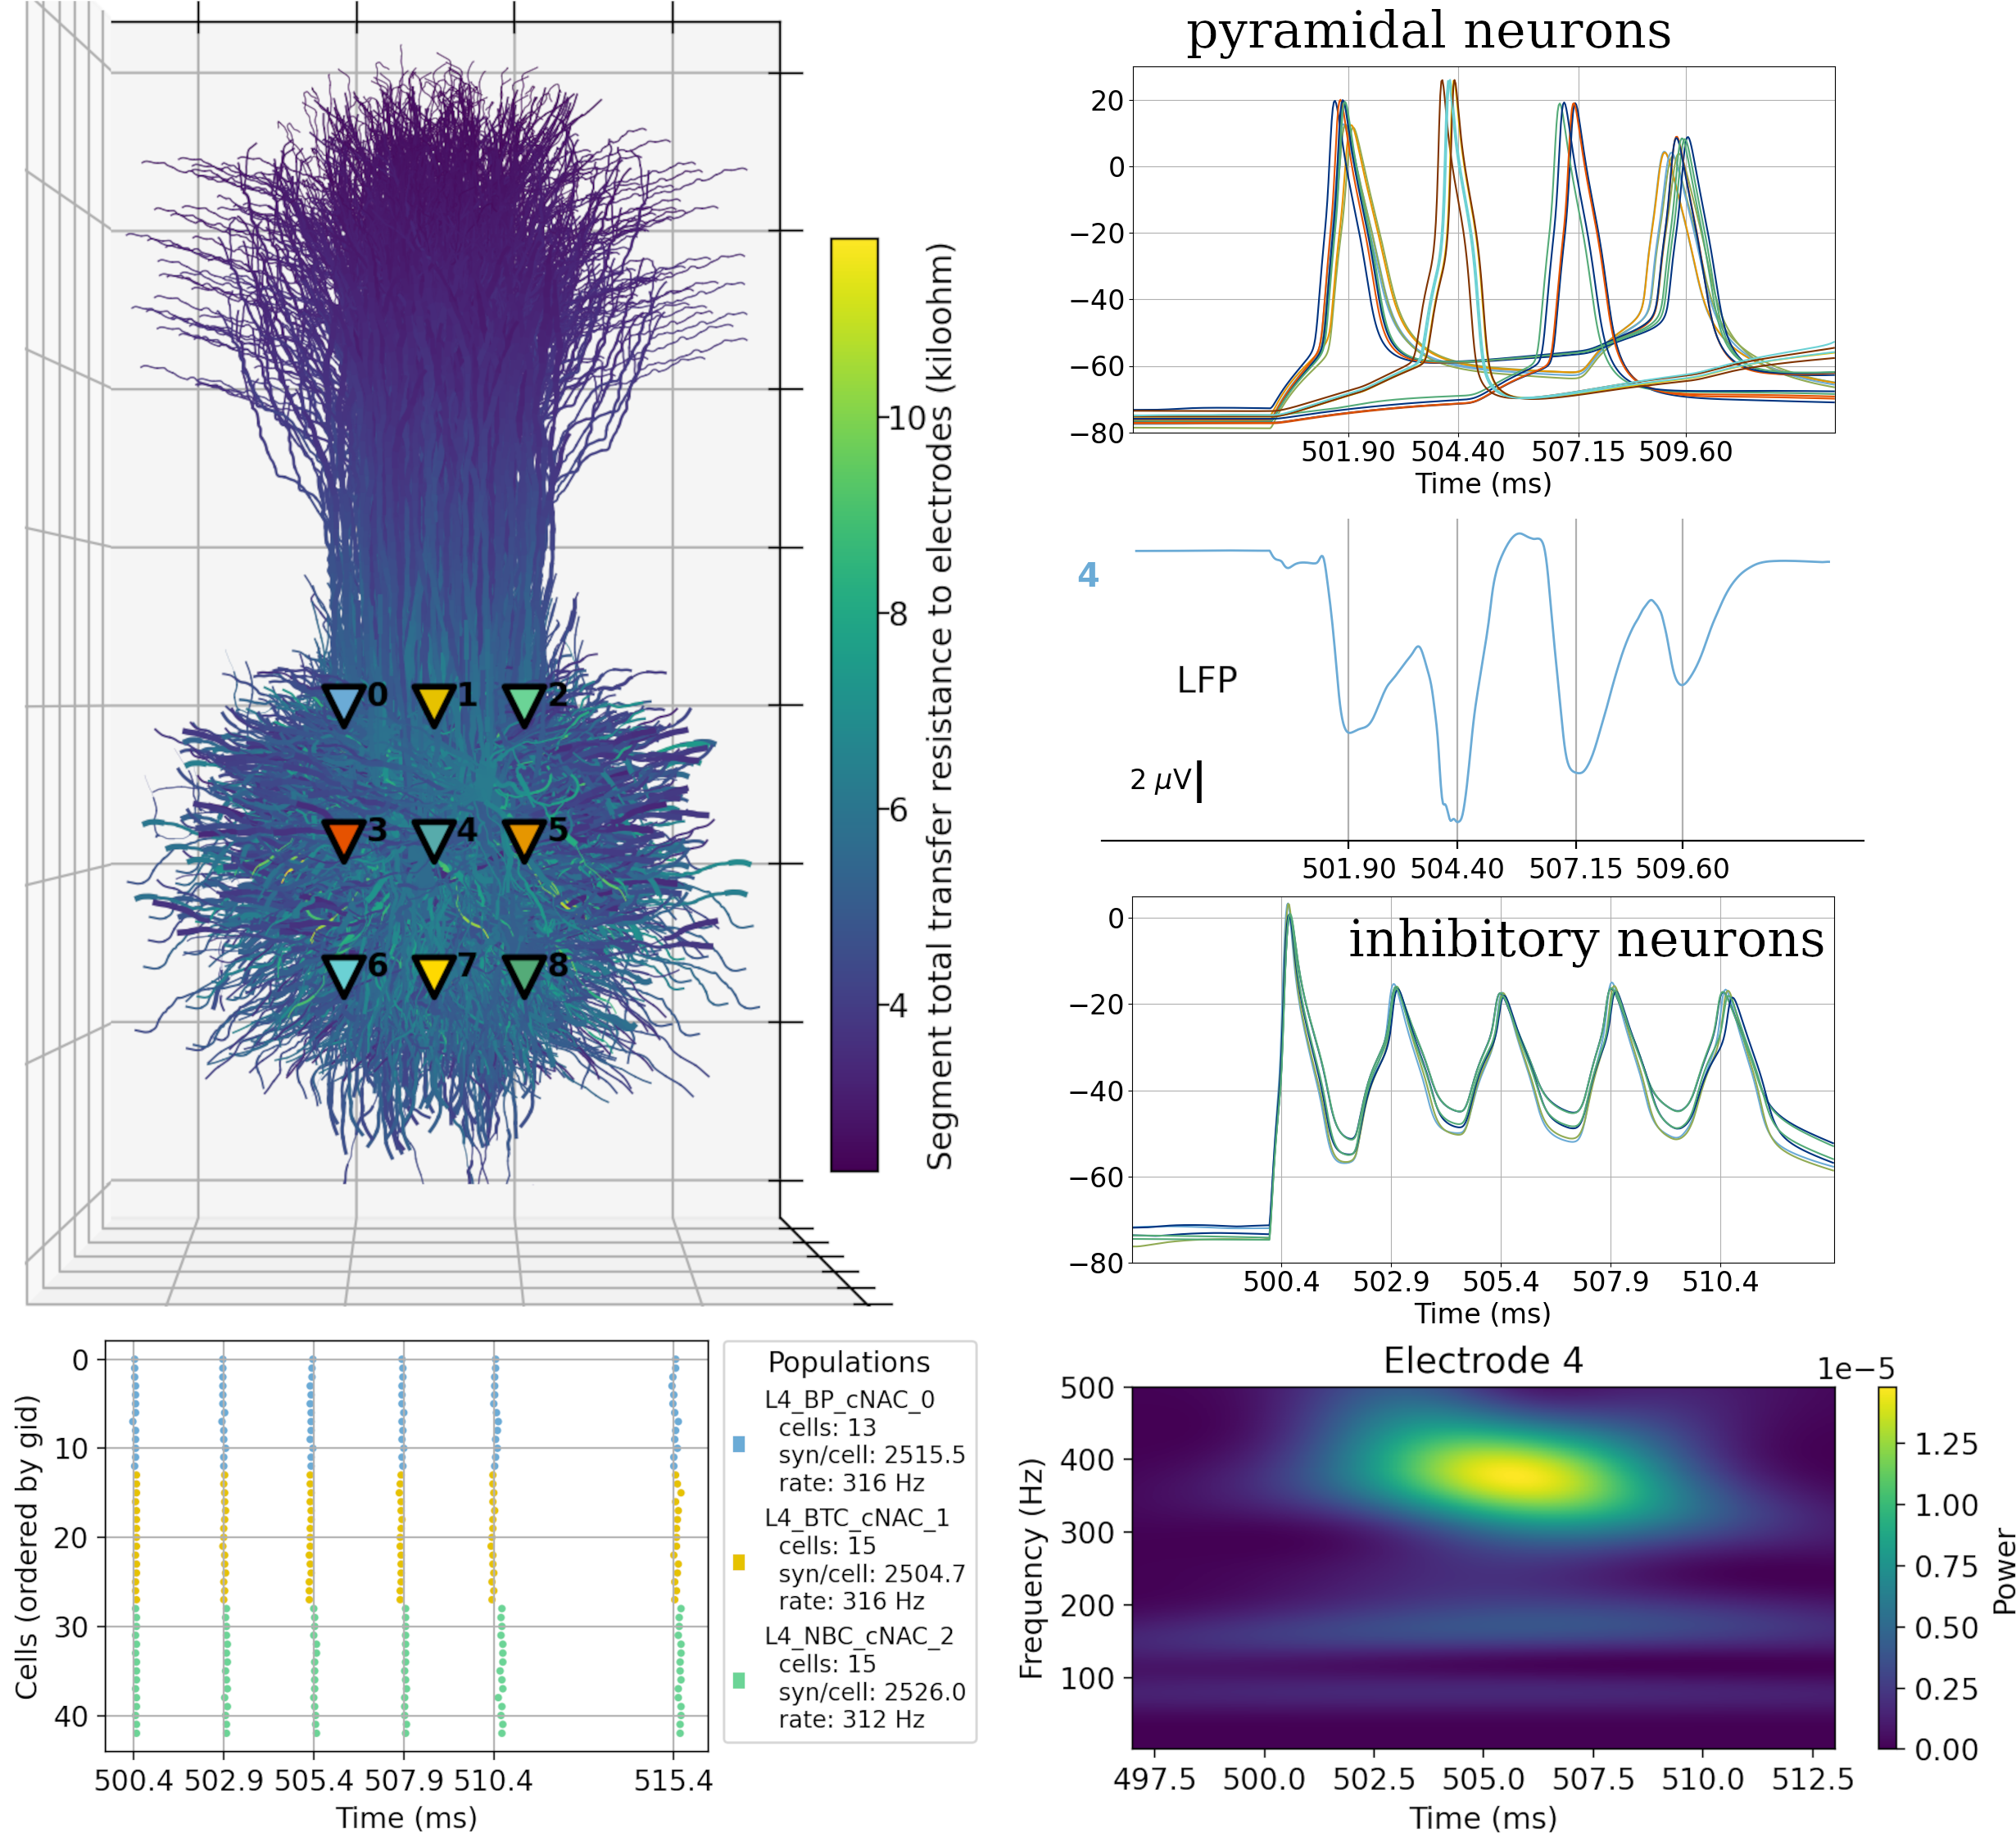 0 1 2
3 4 5
6 7 8
10
8
6
4
Segment total transfer resistance to electrodes (kiloohm)
pyramidal neurons
20
0
−20
−40
−60
−80
501.90 504.40 507.15 509.60
Time (ms)
4
LFP
2 μV
501.90 504.40 507.15 509.60
inhibitory neurons
0
−20
−40
−60
−80
500.4 502.9 505.4 507.9 510.4
Time (ms)
Cells (ordered by gid)
0
10
20
30
40
500.4 502.9 505.4 507.9 510.4 515.4
Time (ms)
Populations
L4_BP_cNAC_0
cells: 13
syn/cell: 2515.5
rate: 316 Hz
L4_BTC_cNAC_1
cells: 15
syn/cell: 2504.7
rate: 316 Hz
L4_NBC_cNAC_2
cells: 15
syn/cell: 2526.0
rate: 312 Hz
Electrode 4
Frequency (Hz)
500
400
300
200
100
497.5 500.0 502.5 505.0 507.5 510.0 512.5
Time (ms)
1e−5
1.25
1.00
0.75
0.50
0.25
0.00
Power